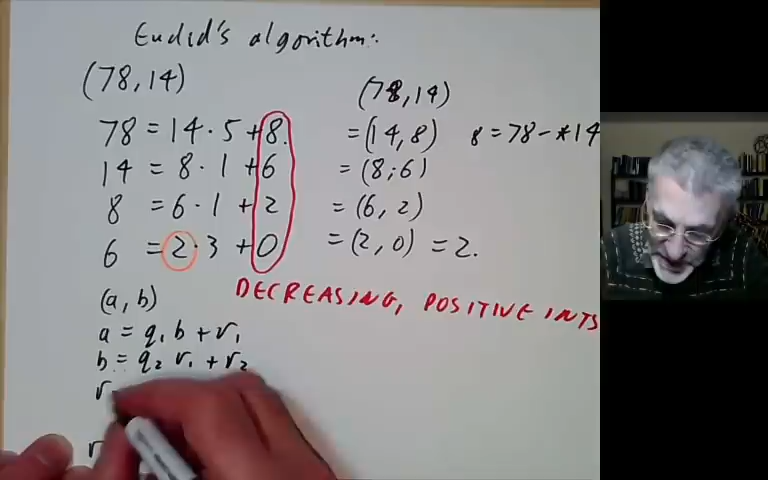 Euclid's algorithm:
(78,14)
78 = 14 · 5 + 8
14 = 8 · 1 + 6
8 = 6 · 1 + 2
6 = 2 · 3 + 0
(78,14)
= (14,8) 8 = 78 - *14
= (8,6)
= (6, 2)
= (2, 0) = 2.
DECREASING, POSITIVE INTS
(a, b)
a = q₁ b + r₁
b = q₂ r₁ + r₂
r
r